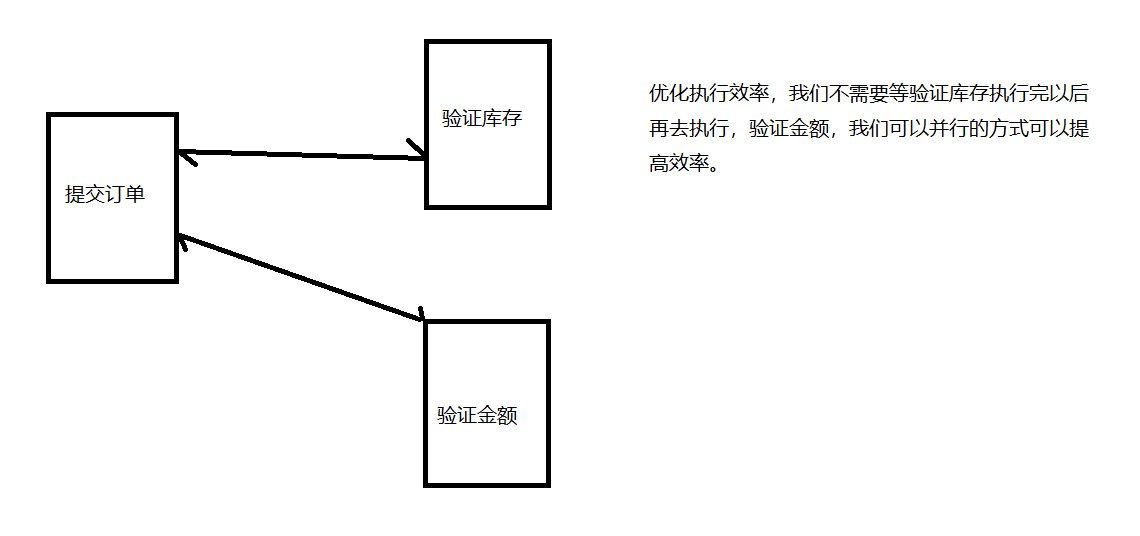 提交订单
验证库存
验证金额
优化执行效率，我们不需要等验证库存执行完以后
再去执行，验证金额，我们可以并行的方式可以提
高效率。